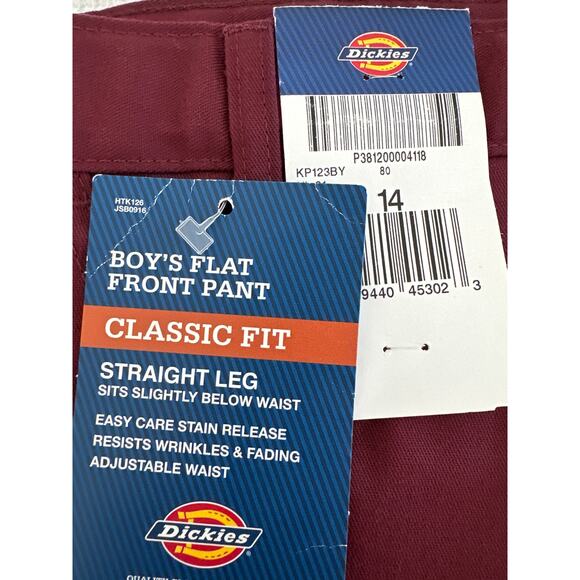 Dickies
P381200004118
KP123BY 80
14
9440 45302 3
HTK126
JSB0916
BOY'S FLAT
FRONT PANT
CLASSIC FIT
STRAIGHT LEG
SITS SLIGHTLY BELOW WAIST
EASY CARE STAIN RELEASE
RESISTS WRINKLES & FADING
ADJUSTABLE WAIST
Dickies